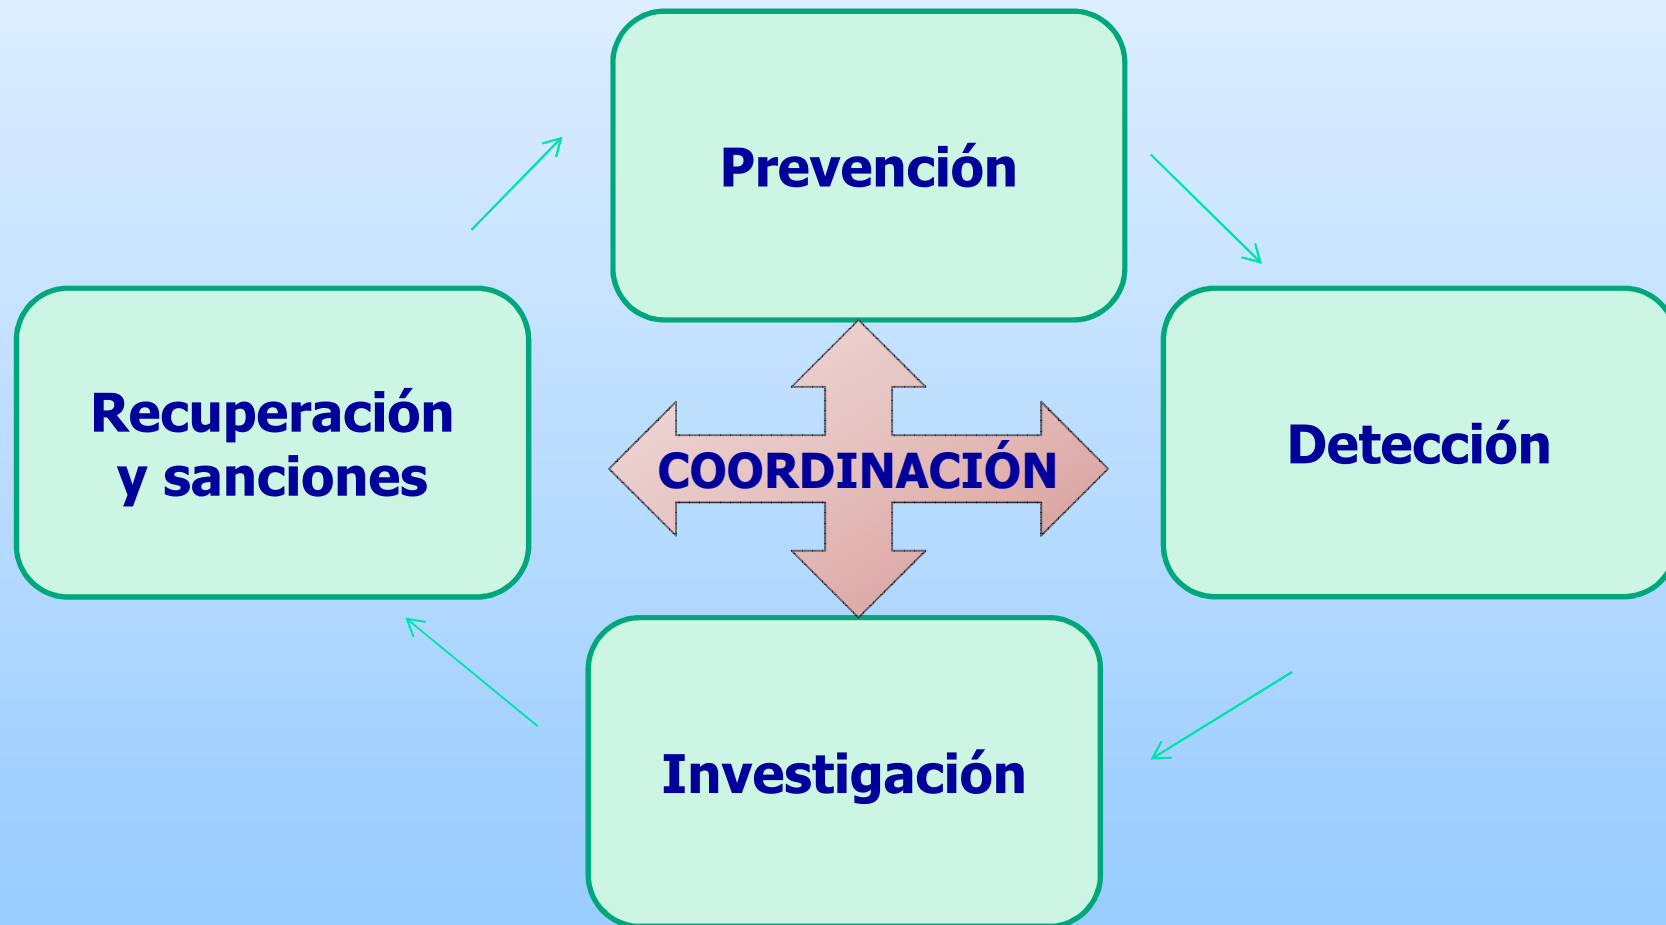 Prevención
Recuperación
y sanciones
COORDINACIÓN
Detección
Investigación